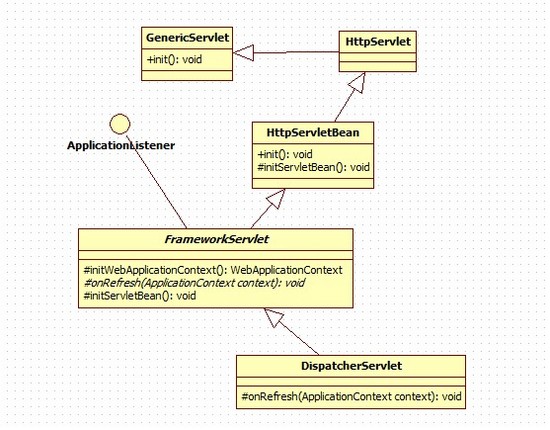 GenericServlet
+init(): void
HttpServlet
ApplicationListener
HttpServletBean
+init(): void
#initServletBean(): void
FrameworkServlet
#initWebApplicationContext(): WebApplicationContext
#onRefresh(ApplicationContext context): void
#initServletBean(): void
DispatcherServlet
#onRefresh(ApplicationContext context): void